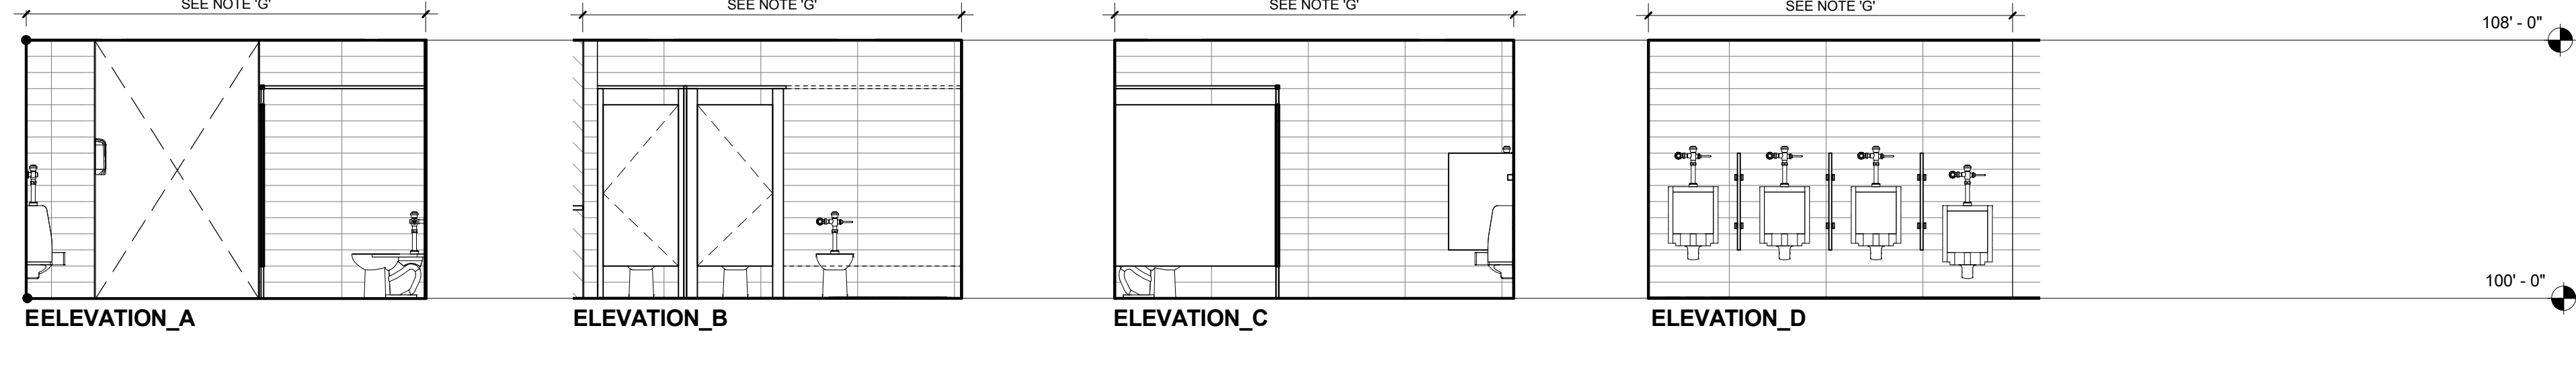 SEE NOTE 'G'
SEE NOTE 'G'
SEE NOTE 'G'
SEE NOTE 'G'
108' - 0"
100' - 0"
EELEVATION_A
ELEVATION_B
ELEVATION_C
ELEVATION_D